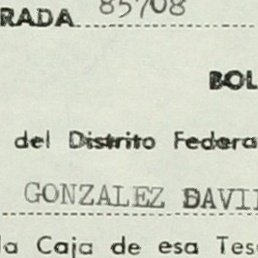 RADA 85708
BOL
del Distrito Federa
GONZALEZ DAVI
la Caja de esa Tes